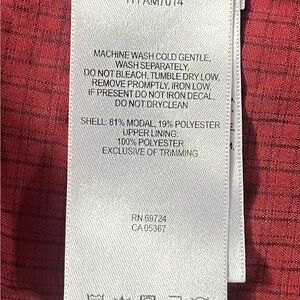 MACHINE WASH COLD GENTLE,
WASH SEPARATELY,
DO NOT BLEACH, TUMBLE DRY LOW,
REMOVE PROMPTLY, IRON LOW.
IF PRESENT DO NOT IRON DECAL
DO NOT DRYCLEAN
SHELL: 81% MODAL, 19% POLYESTER
UPPER LINING:
100% POLYESTER
EXCLUSIVE OF TRIMMING
RN 69724
CA 05367